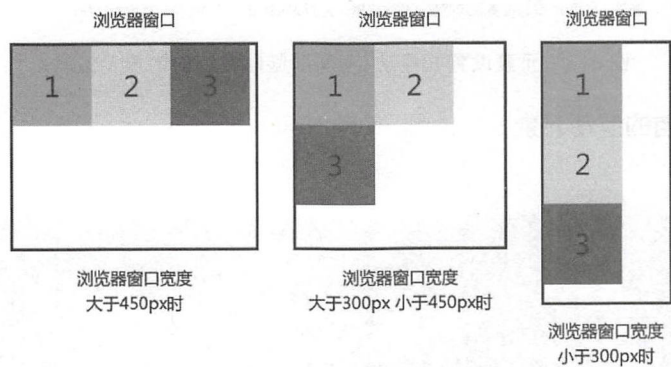 浏览器窗口
1 2 3
浏览器窗口宽度
大于450px时
浏览器窗口
1 2
3
浏览器窗口宽度
大于300px 小于450px时
浏览器窗口
1
2
3
浏览器窗口宽度
小于300px时